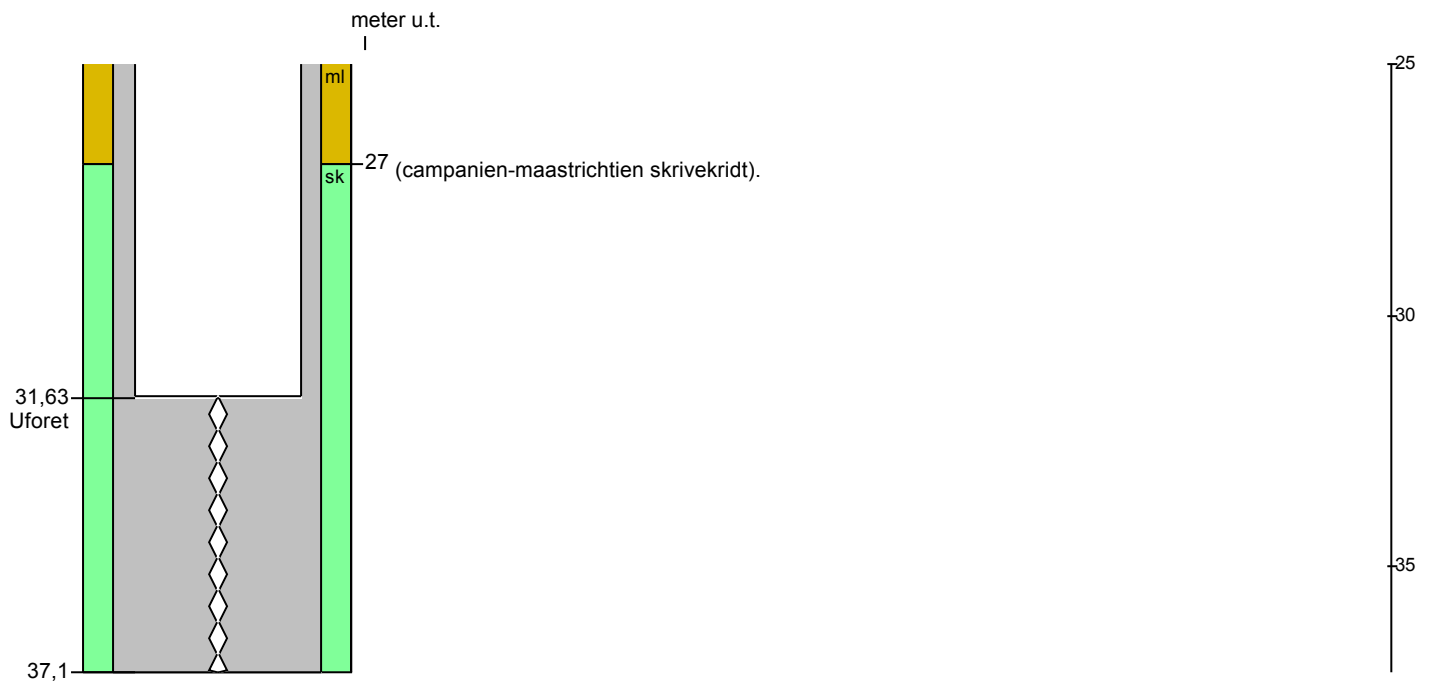 meter u.t.
25
ml
27 (campanien-maastrichtien skrivekridt).
sk
30
31,63
Uforet
35
37,1